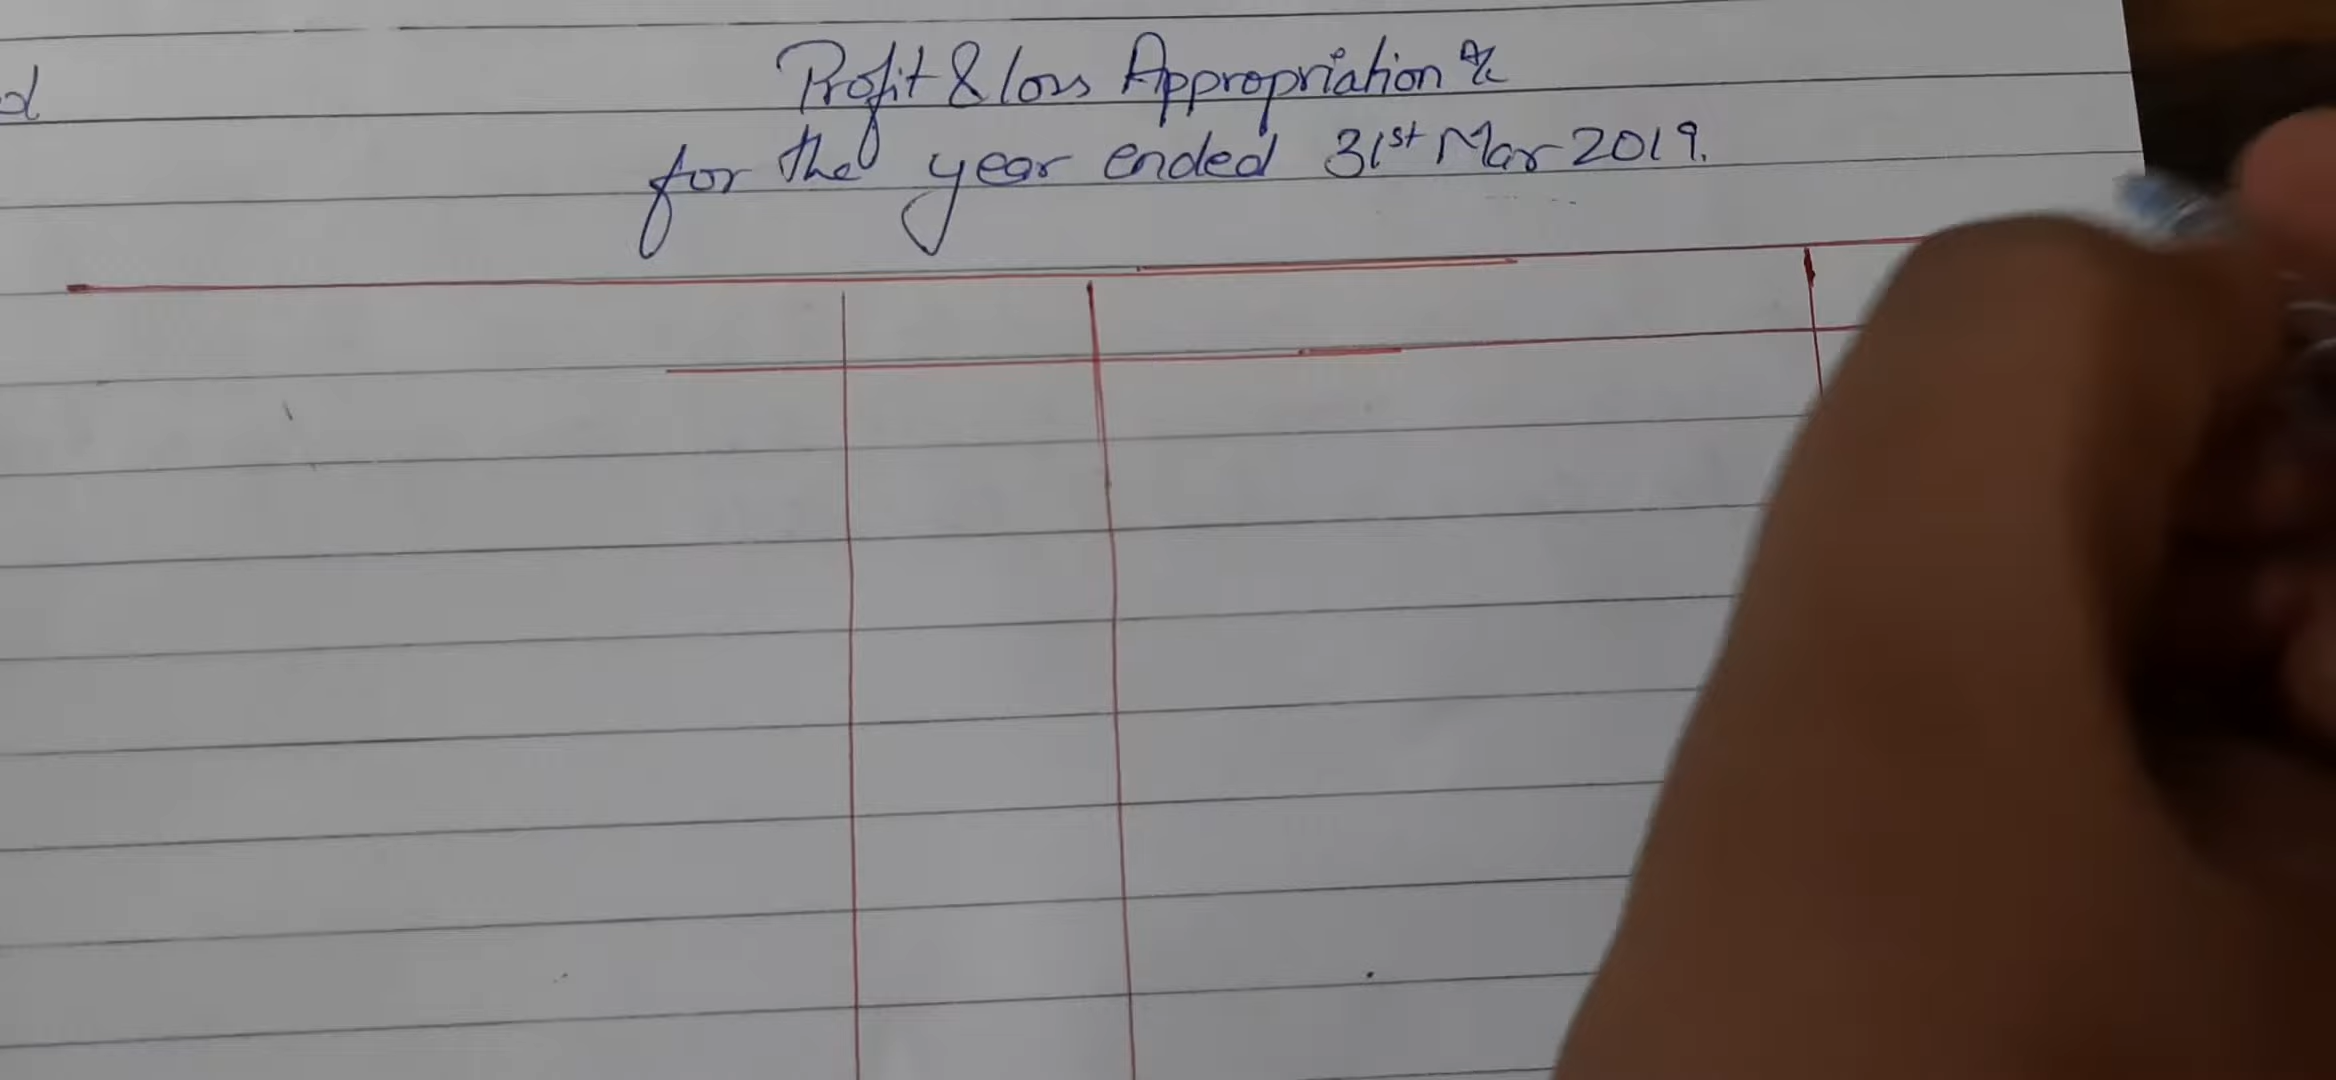 Profit & loss Appropriation A/c
for the year ended 31st Mar 2019.